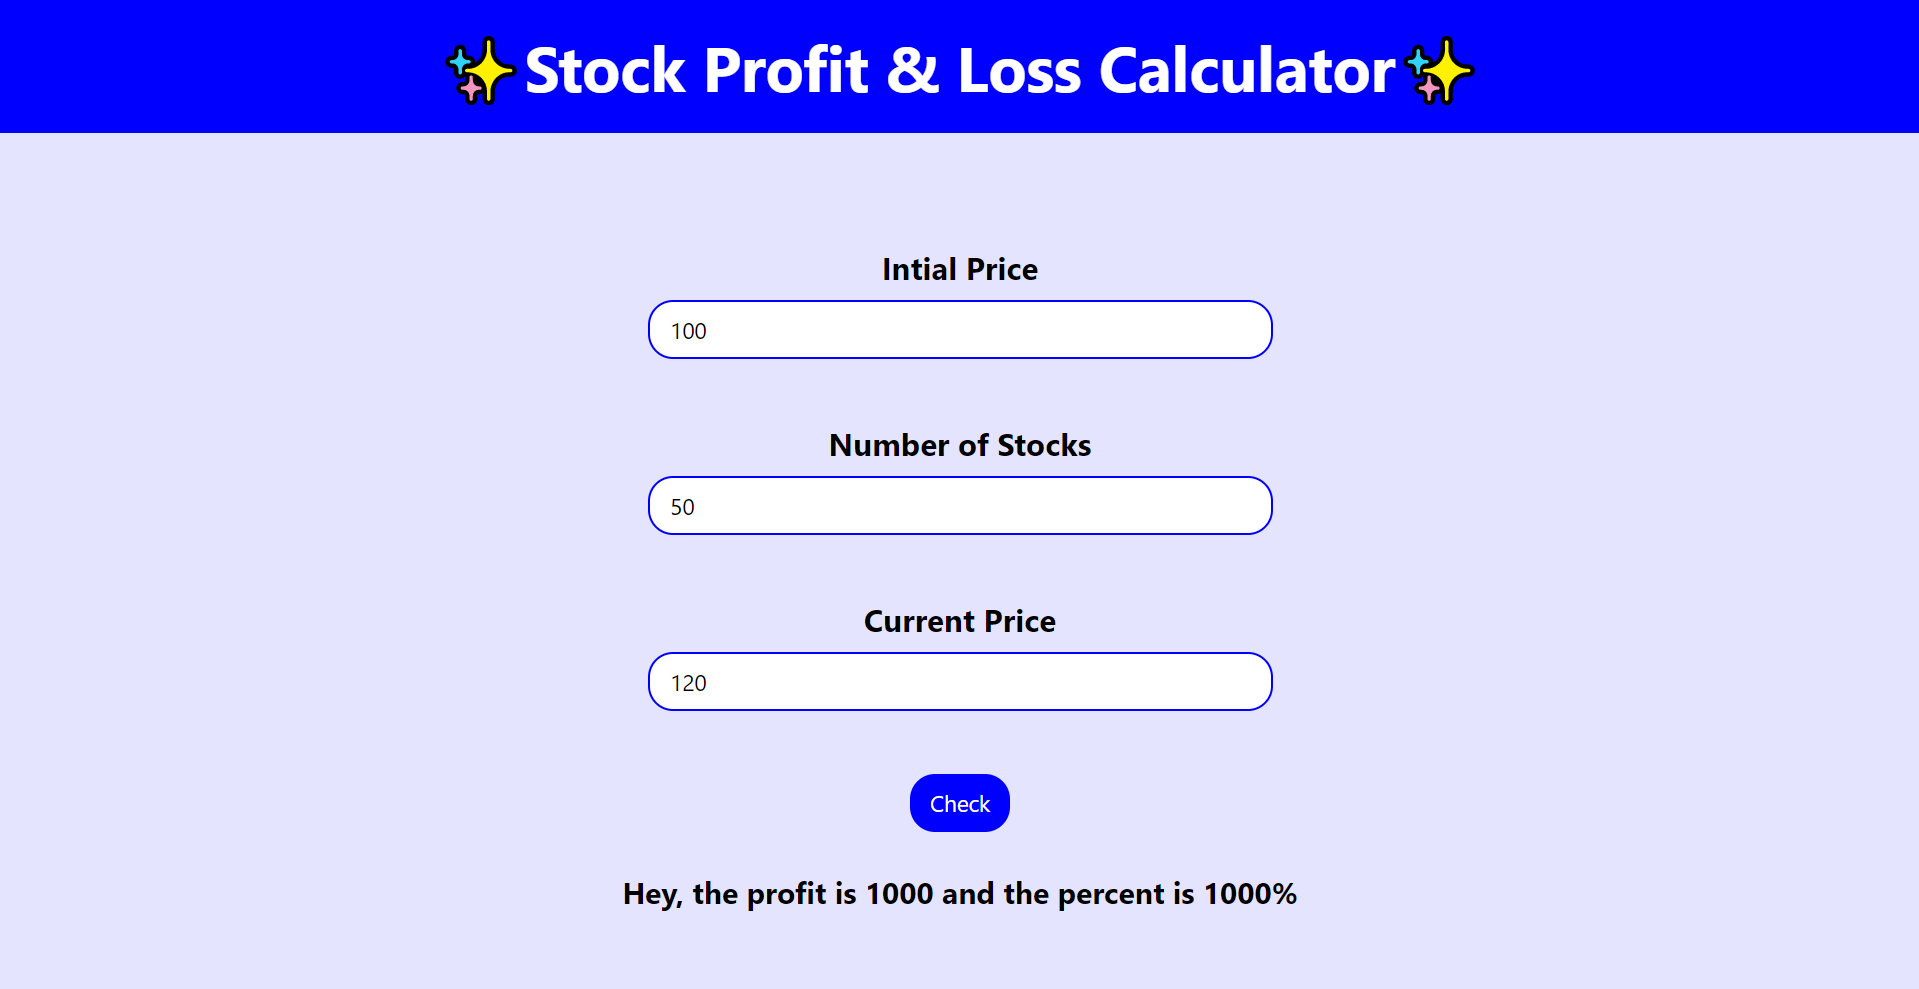 ✨Stock Profit & Loss Calculator✨
Intial Price
100
Number of Stocks
50
Current Price
120
Check
Hey, the profit is 1000 and the percent is 1000%